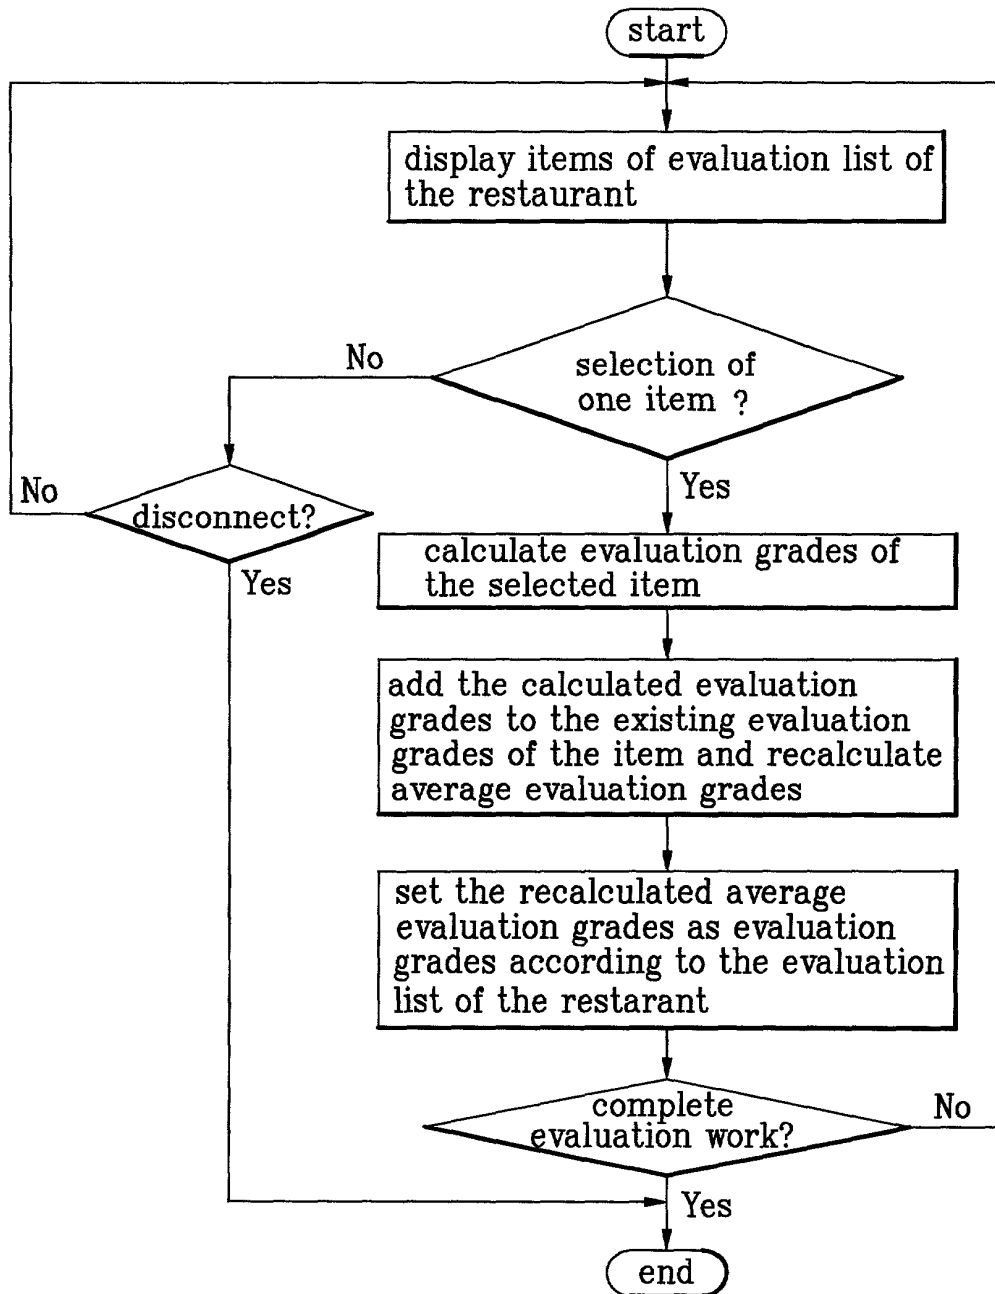 start
display items of evaluation list of
the restaurant
No
selection of
one item ?
No
disconnect?
Yes
Yes
calculate evaluation grades of
the selected item
add the calculated evaluation
grades to the existing evaluation
grades of the item and recalculate
average evaluation grades
set the recalculated average
evaluation grades as evaluation
grades according to the evaluation
list of the restarant
complete
evaluation work?
No
Yes
end